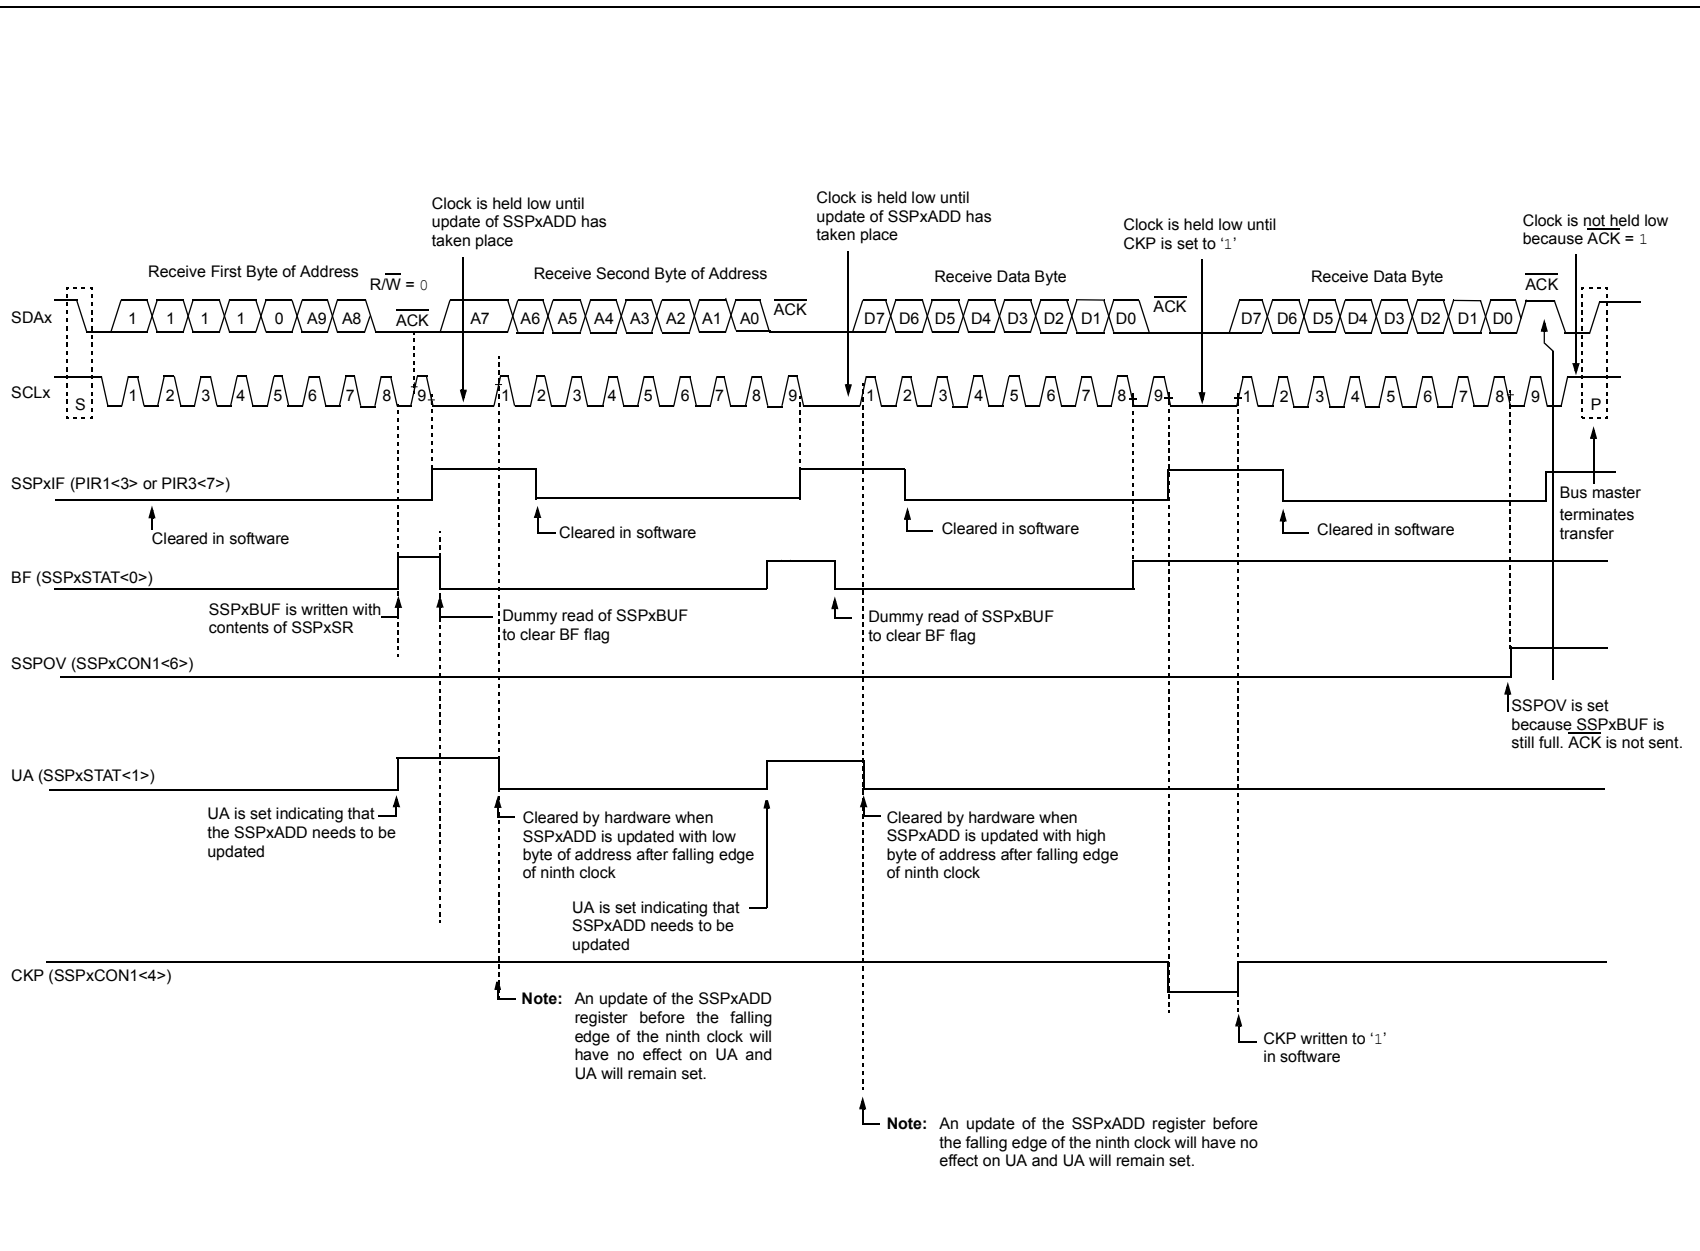 Clock is held low until
update of SSPxADD has
taken place
Clock is held low until
update of SSPxADD has
taken place
Clock is held low until
CKP is set to ‘1’
Clock is not held low
because ACK = 1
Receive First Byte of Address
R/W = 0
Receive Second Byte of Address
Receive Data Byte
Receive Data Byte
SDAx
1 1 1 1 0 A9 A8
ACK
A7 A6 A5 A4 A3 A2 A1 A0
ACK
D7 D6 D5 D4 D3 D2 D1 D0
ACK
D7 D6 D5 D4 D3 D2 D1 D0
ACK
SCLx
S
1 2 3 4 5 6 7 8 9
1 2 3 4 5 6 7 8 9
1 2 3 4 5 6 7 8 9
1 2 3 4 5 6 7 8 9
P
SSPxIF (PIR1<3> or PIR3<7>)
Cleared in software
Cleared in software
Cleared in software
Cleared in software
Bus master
terminates
transfer
BF (SSPxSTAT<0>)
SSPxBUF is written with
contents of SSPxSR
Dummy read of SSPxBUF
to clear BF flag
Dummy read of SSPxBUF
to clear BF flag
SSPOV (SSPxCON1<6>)
SSPOV is set
because SSPxBUF is
still full. ACK is not sent.
UA (SSPxSTAT<1>)
UA is set indicating that
the SSPxADD needs to be
updated
Cleared by hardware when
SSPxADD is updated with low
byte of address after falling edge
of ninth clock
UA is set indicating that
SSPxADD needs to be
updated
Cleared by hardware when
SSPxADD is updated with high
byte of address after falling edge
of ninth clock
CKP (SSPxCON1<4>)
Note: An update of the SSPxADD
register before the falling
edge of the ninth clock will
have no effect on UA and
UA will remain set.
CKP written to ‘1’
in software
Note: An update of the SSPxADD register before
the falling edge of the ninth clock will have no
effect on UA and UA will remain set.